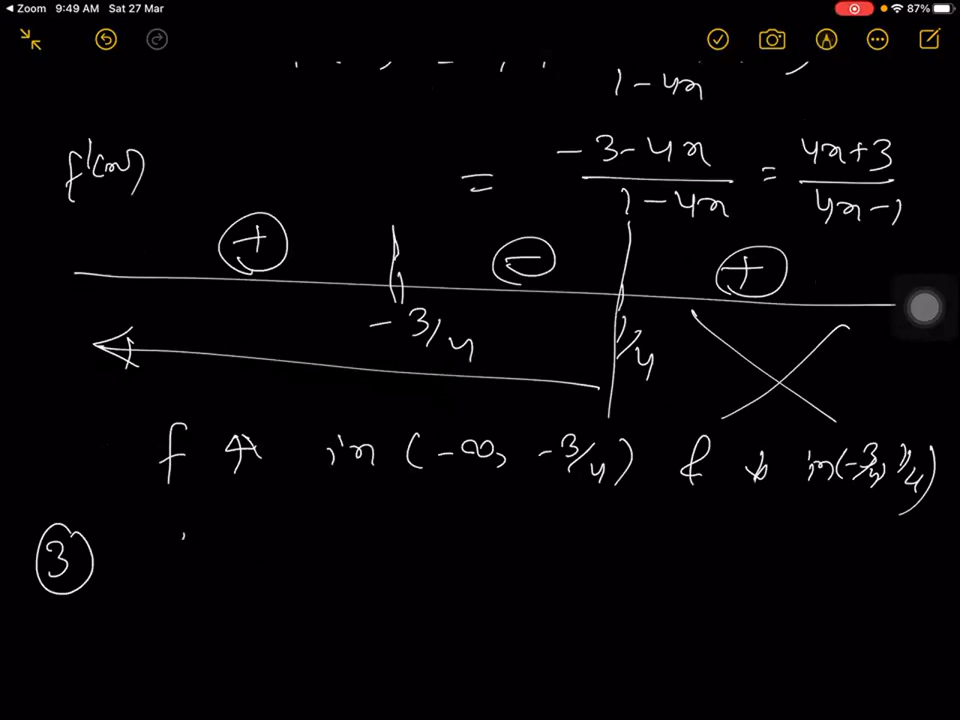 Zoom 9:49 AM Sat 27 Mar 87%
1 - 4x
f'(x) = -3 - 4x / 1 - 4x = 4x + 3 / 4x - 1
+ - +
-3/4 1/4
f ↑ in (-∞, -3/4) & ↓ in (-3/4, 1/4)
3